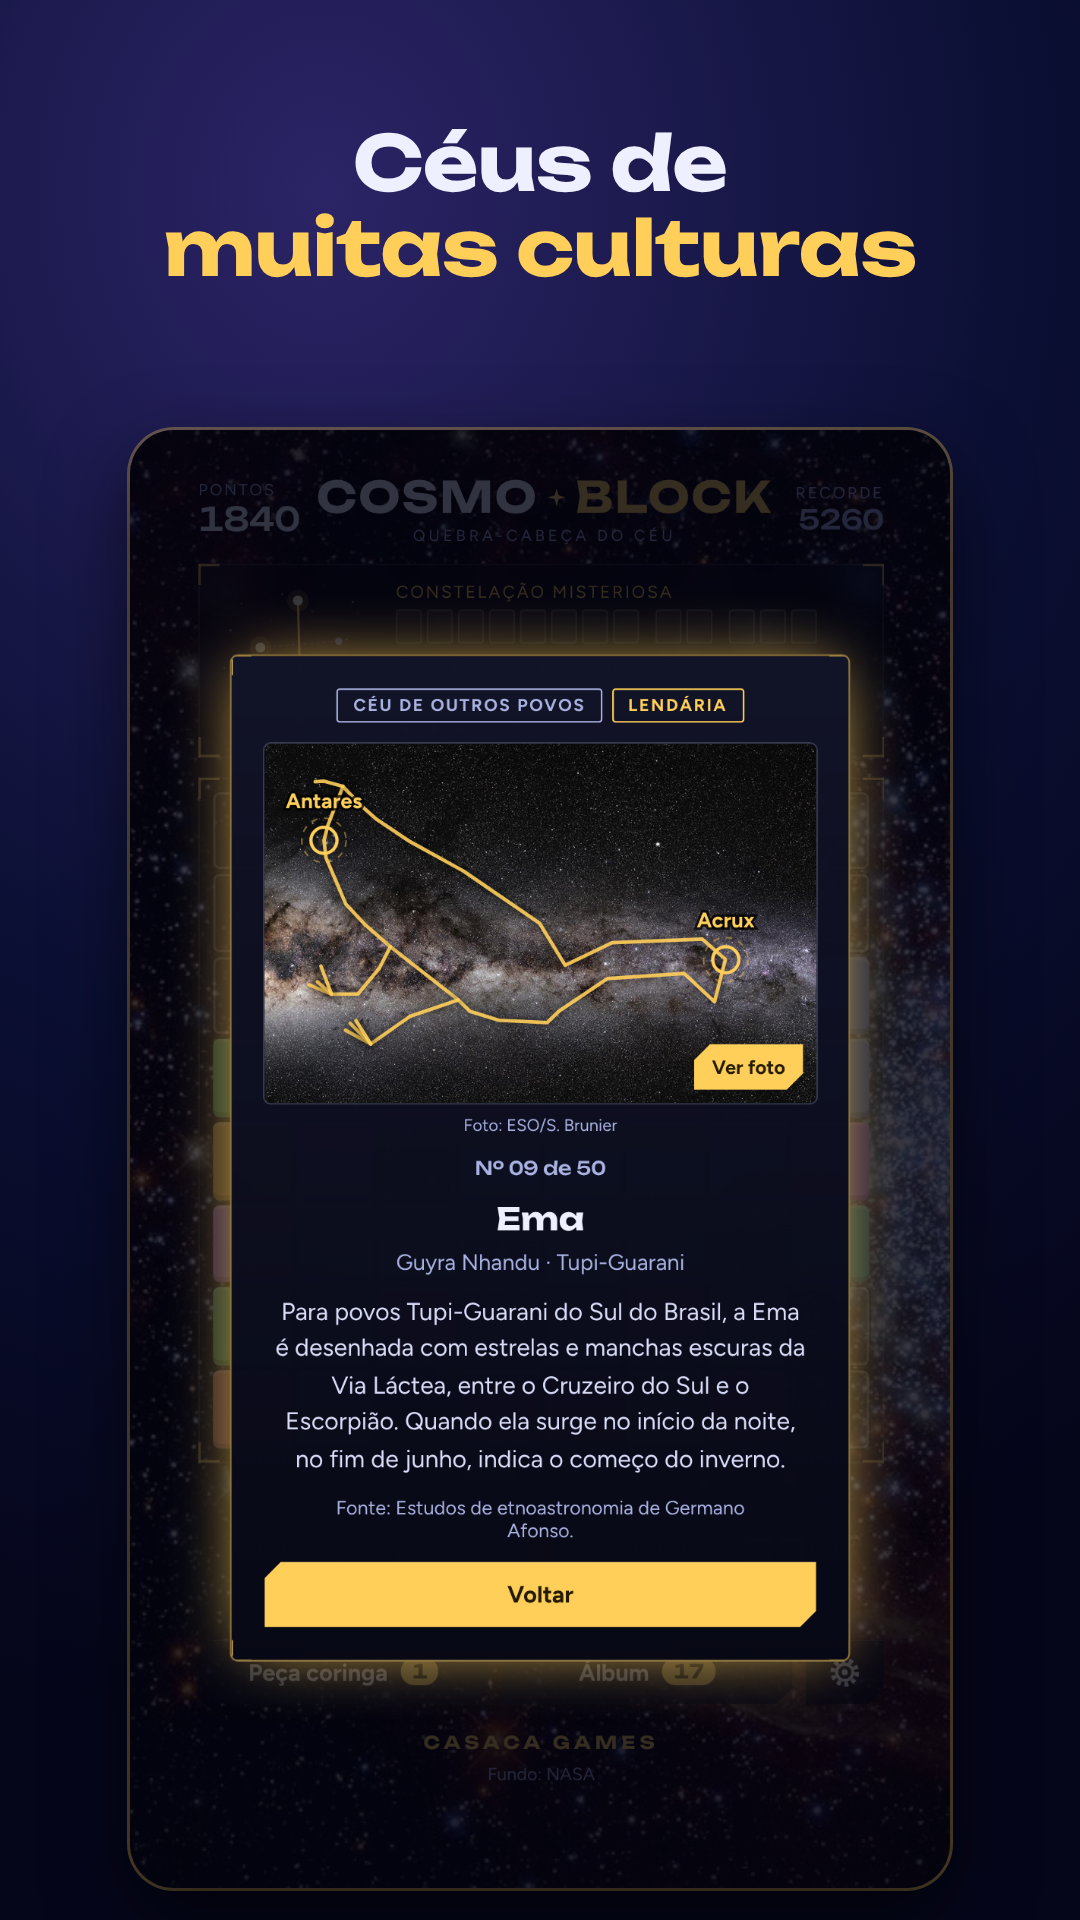 Céus de
muitas culturas
PONTOS
1840
COSMO BLOCK
QUEBRA-CABEÇA DO CÉU
RECORDE
5260
CONSTELAÇÃO MISTERIOSA
CÉU DE OUTROS POVOS
LENDÁRIA
Antares
Acrux
Ver foto
Foto: ESO/S. Brunier
Nº 09 de 50
Ema
Guyra Nhandu · Tupi-Guarani
Para povos Tupi-Guarani do Sul do Brasil, a Ema
é desenhada com estrelas e manchas escuras da
Via Láctea, entre o Cruzeiro do Sul e o
Escorpião. Quando ela surge no início da noite,
no fim de junho, indica o começo do inverno.
Fonte: Estudos de etnoastronomia de Germano
Afonso.
Voltar
Peça coringa 1
Álbum 17
CASACA GAMES
Fundo: NASA